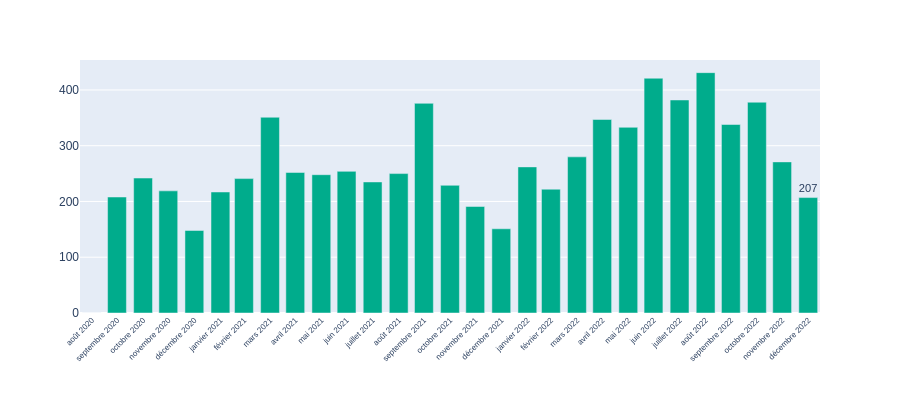 400
300
200
100
0
207
août 2020
septembre 2020
octobre 2020
novembre 2020
décembre 2020
janvier 2021
février 2021
mars 2021
avril 2021
mai 2021
juin 2021
juillet 2021
août 2021
septembre 2021
octobre 2021
novembre 2021
décembre 2021
janvier 2022
février 2022
mars 2022
avril 2022
mai 2022
juin 2022
juillet 2022
août 2022
septembre 2022
octobre 2022
novembre 2022
décembre 2022